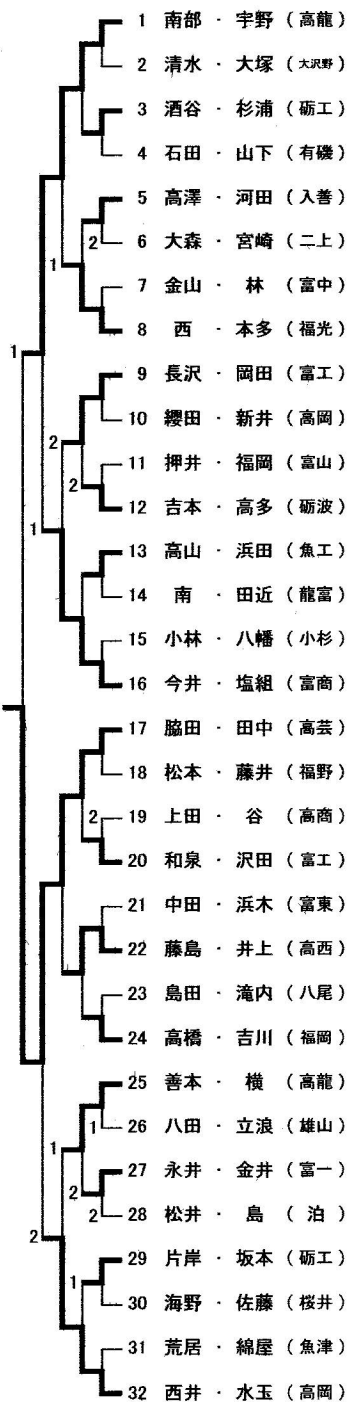 1 南部 ・ 宇野 (高龍)
2 清水 ・ 大塚 (大沢野)
3 酒谷 ・ 杉浦 (砺工)
4 石田 ・ 山下 (有磯)
5 高澤 ・ 河田 (入善)
2
6 大森 ・ 宮崎 (二上)
1
7 金山 ・ 林 (富中)
8 西 ・ 本多 (福光)
1
9 長沢 ・ 岡田 (富工)
10 纓田 ・ 新井 (高岡)
2
11 押井 ・ 福岡 (富山)
2
12 吉本 ・ 高多 (砺波)
1
13 高山 ・ 浜田 (魚工)
14 南 ・ 田近 (龍富)
15 小林 ・ 八幡 (小杉)
16 今井 ・ 塩組 (富商)
17 脇田 ・ 田中 (高芸)
18 松本 ・ 藤井 (福野)
2
19 上田 ・ 谷 (高商)
20 和泉 ・ 沢田 (富工)
21 中田 ・ 浜木 (富東)
22 藤島 ・ 井上 (高西)
23 島田 ・ 滝内 (八尾)
24 高橋 ・ 吉川 (福岡)
25 善本 ・ 横 (高龍)
1
26 八田 ・ 立浪 (雄山)
1
27 永井 ・ 金井 (富一)
2
28 松井 ・ 島 (泊)
2
2
29 片岸 ・ 坂本 (砺工)
1
30 海野 ・ 佐藤 (桜井)
31 荒居 ・ 綿屋 (魚津)
32 西井 ・ 水玉 (高岡)